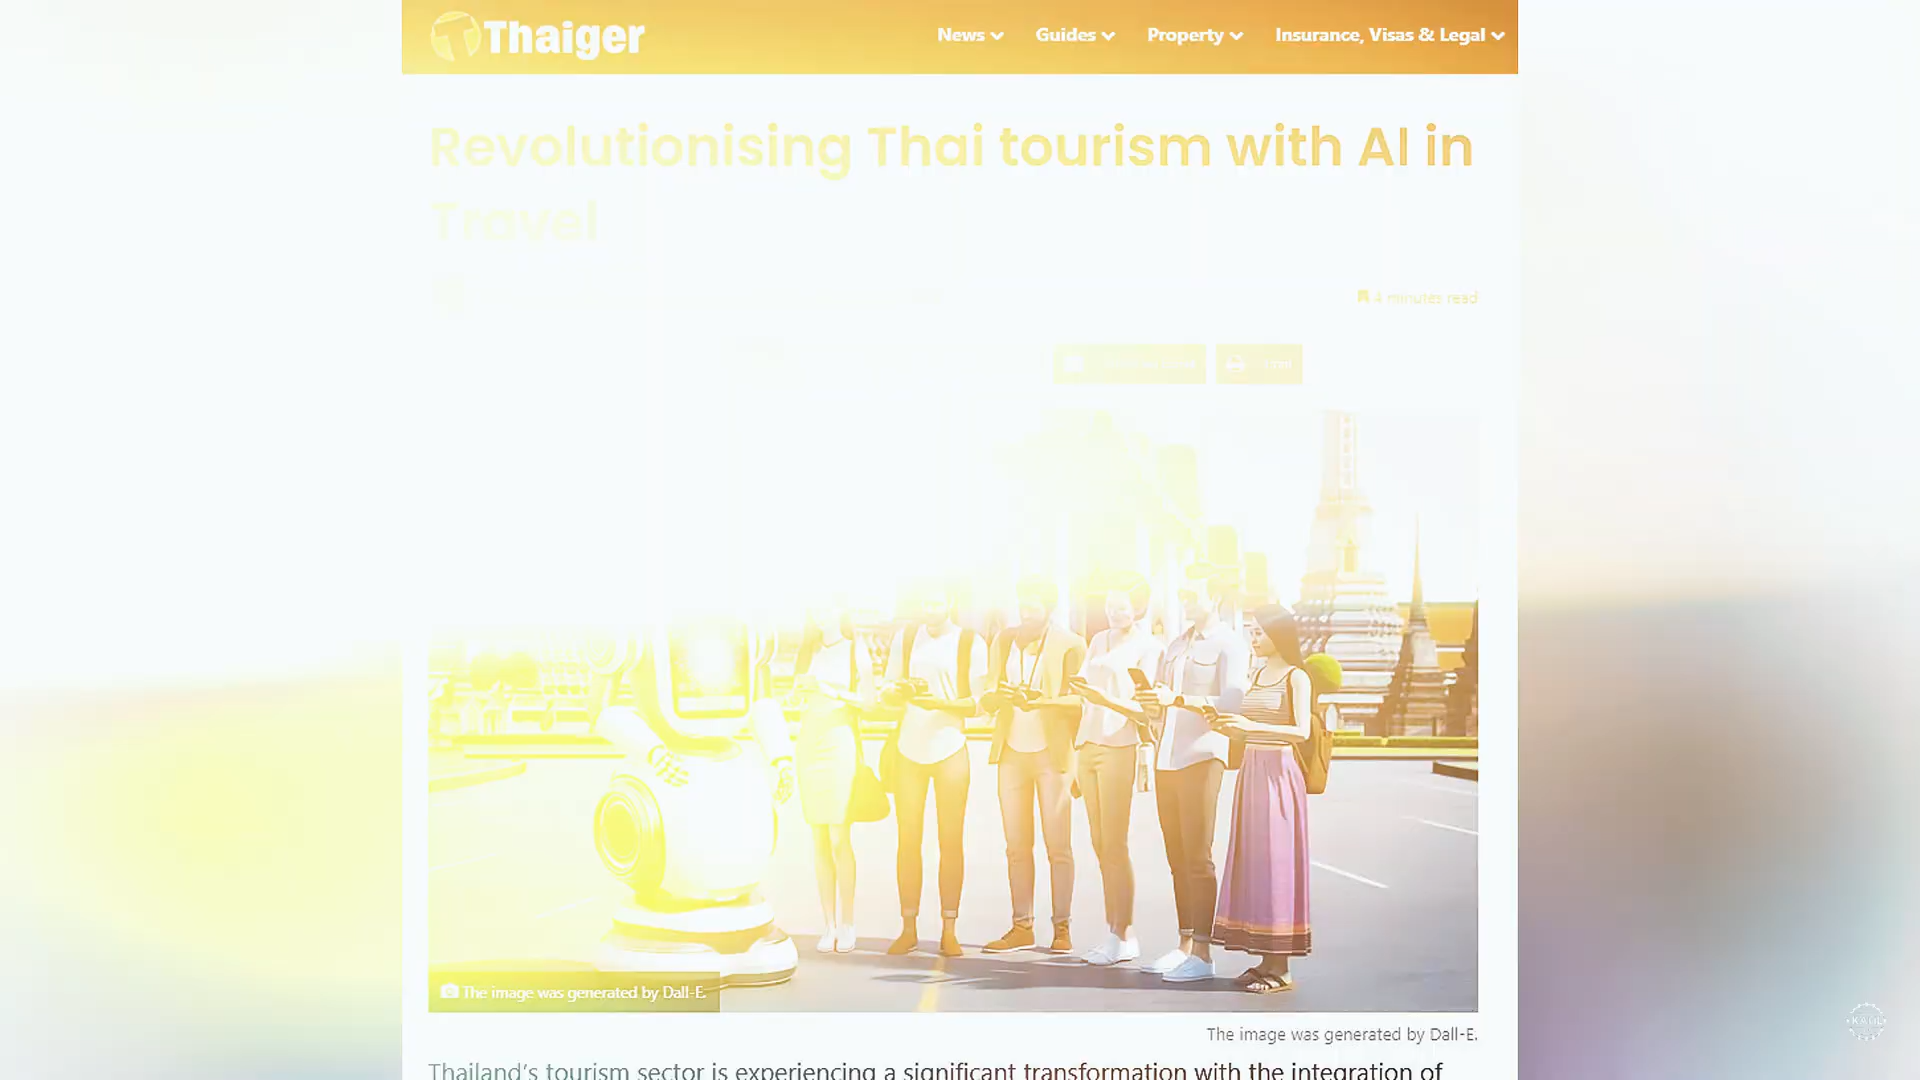 Thaiger
News
Guides
Property
Insurance, Visas & Legal
Revolutionising Thai tourism with AI in
Travel
4 minutes read
The image was generated by Dall-E.
The image was generated by Dall-E.
Thailand's tourism sector is experiencing a significant transformation with the integration of